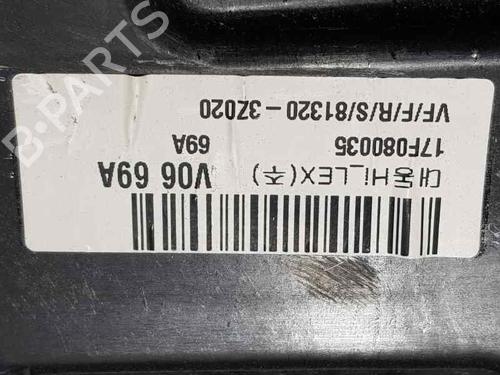 대동Hi_LEX(주) V06 69A
17F080035 69A
VF/F/R/S/81320-3Z020
B-PARTS